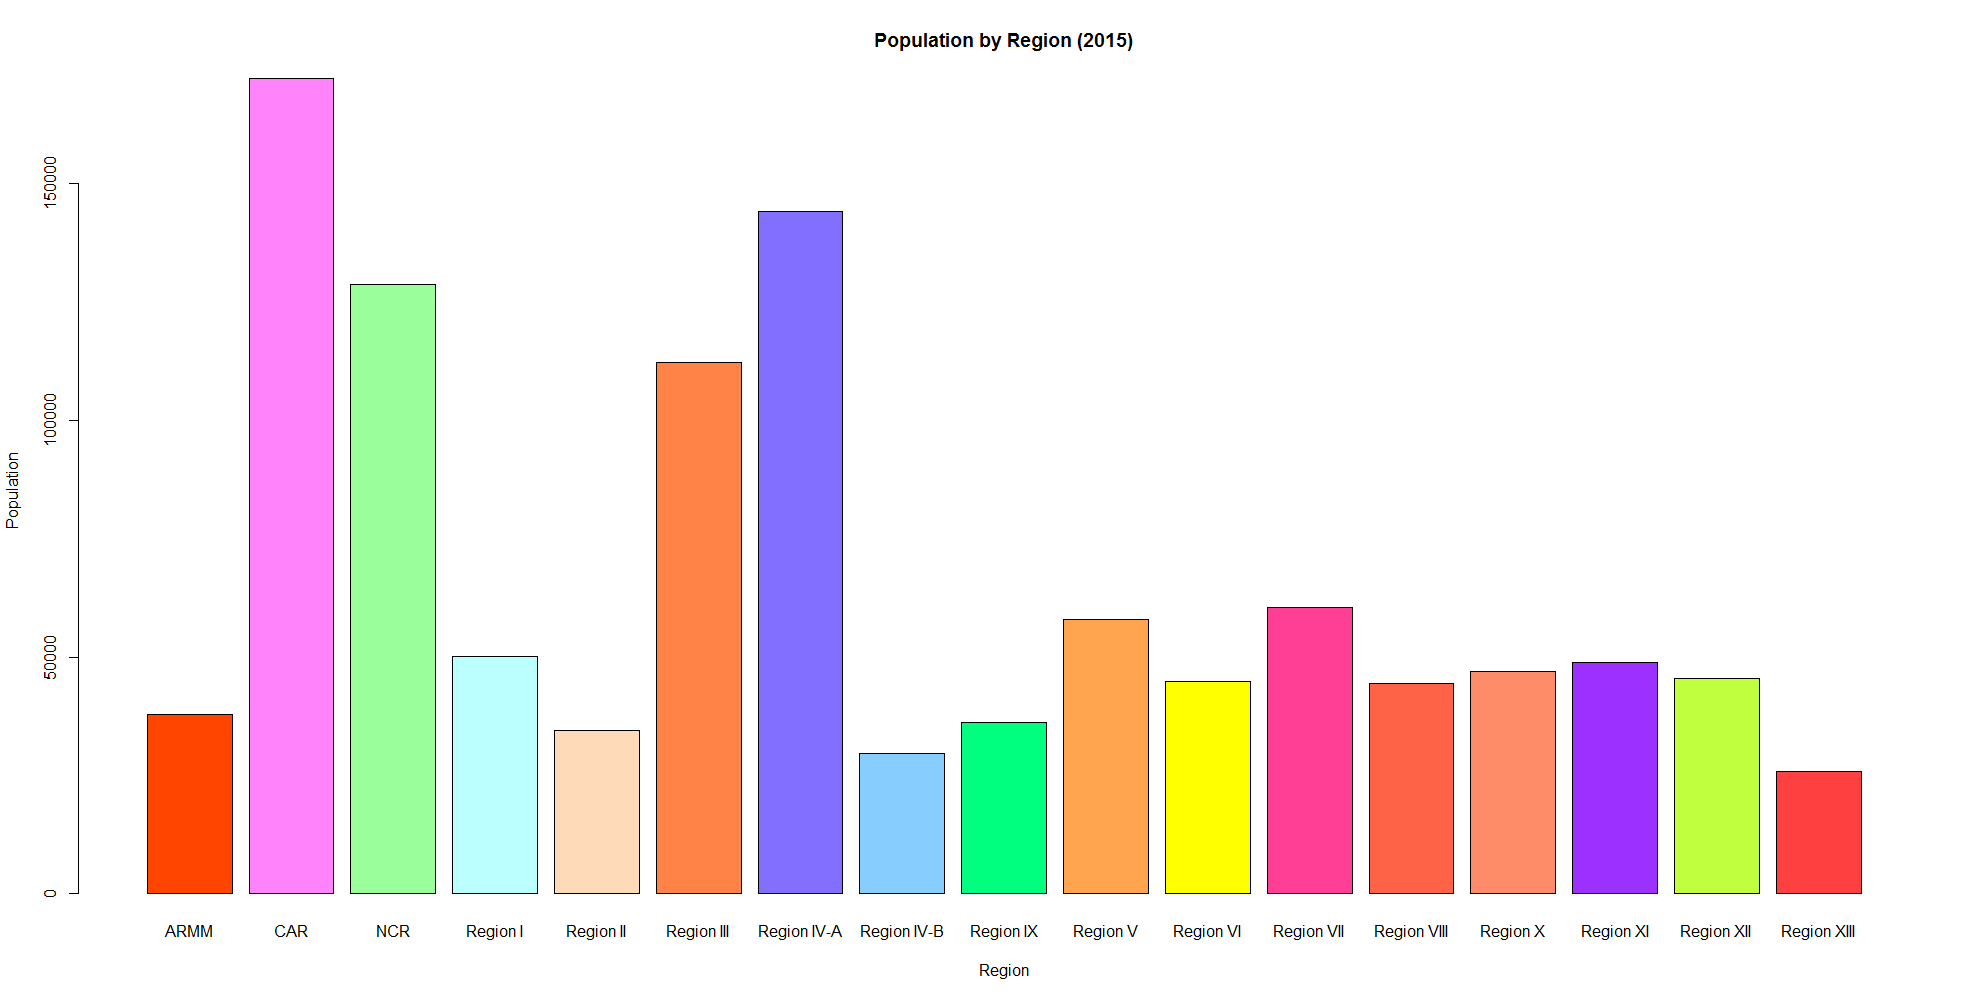 Population by Region (2015)
150000
100000
50000
0
Population
ARMM CAR NCR Region I Region II Region III Region IV-A Region IV-B Region IX Region V Region VI Region VII Region VIII Region X Region XI Region XII Region XIII
Region